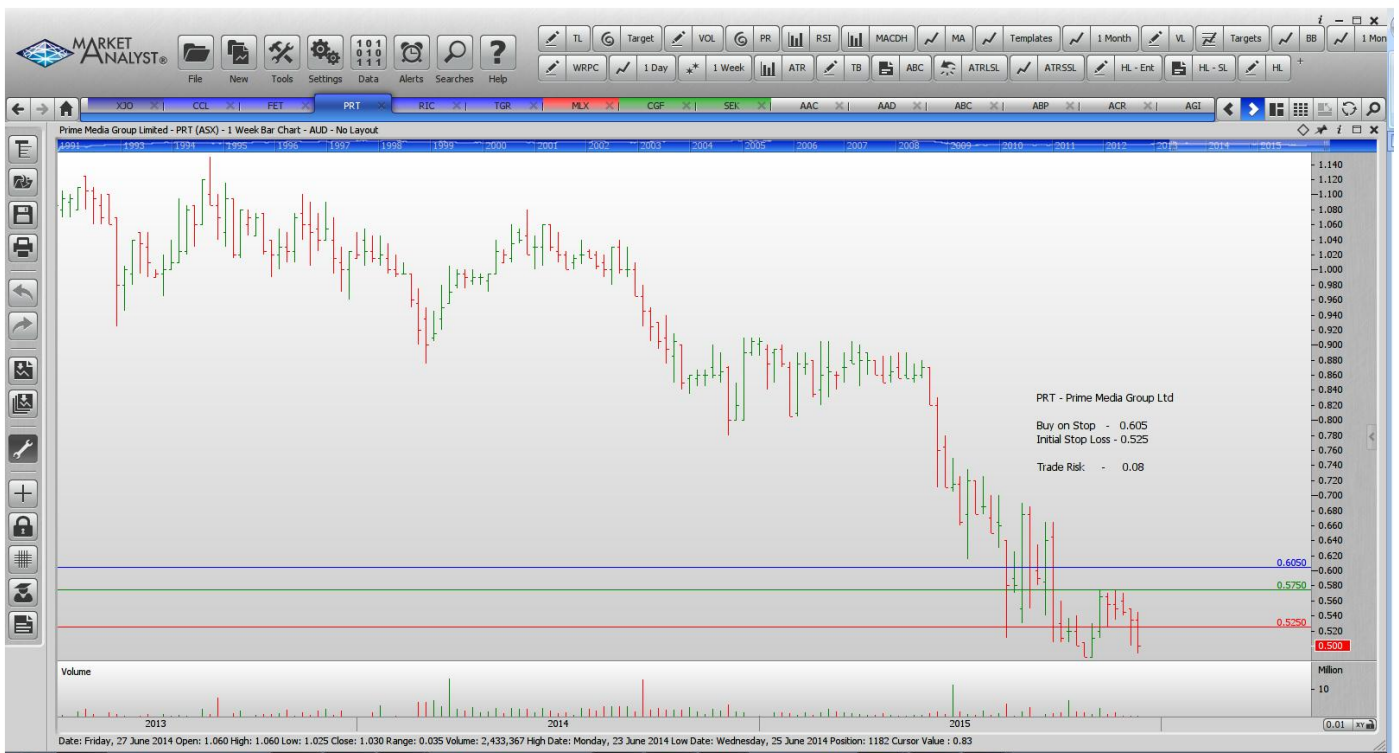 i
MARKET ANALYST®
File New Tools Settings Data Alerts Searches Help
TL Target VOL PR RSI MACDH MA Templates 1 Month VL Targets BB 1 Mon
WRPC 1 Day 1 Week ATR TB ABC ATRLSL ATRSSL HL - Ent HL - SL HL +
XJO CCL FET PRT RIC TGR MLX CGF SEK AAC AAD ABC ABP ACR AGI
Prime Media Group Limited - PRT (ASX) - 1 Week Bar Chart - AUD - No Layout
1991 1993 1994 1995 1996 1997 1998 1999 2000 2001 2002 2003 2004 2005 2006 2007 2008 2009 2010 2011 2012 2013 2014 2015
1.140
1.120
1.100
1.080
1.060
1.040
1.020
1.000
0.980
0.960
0.940
0.920
0.900
0.880
0.860
0.840
0.820
0.800
0.780
0.760
0.740
0.720
0.700
0.680
0.660
0.640
0.620
0.600
0.580
0.560
0.540
0.520
0.500
PRT - Prime Media Group Ltd
Buy on Stop - 0.605
Initial Stop Loss - 0.525
Trade Risk - 0.08
0.6050
0.5750
0.5250
Volume
Million
10
2013 2014 2015
0.01 XY
Date: Friday, 27 June 2014 Open: 1.060 High: 1.060 Low: 1.025 Close: 1.030 Range: 0.035 Volume: 2,433,367 High Date: Monday, 23 June 2014 Low Date: Wednesday, 25 June 2014 Position: 1182 Cursor Value : 0.83